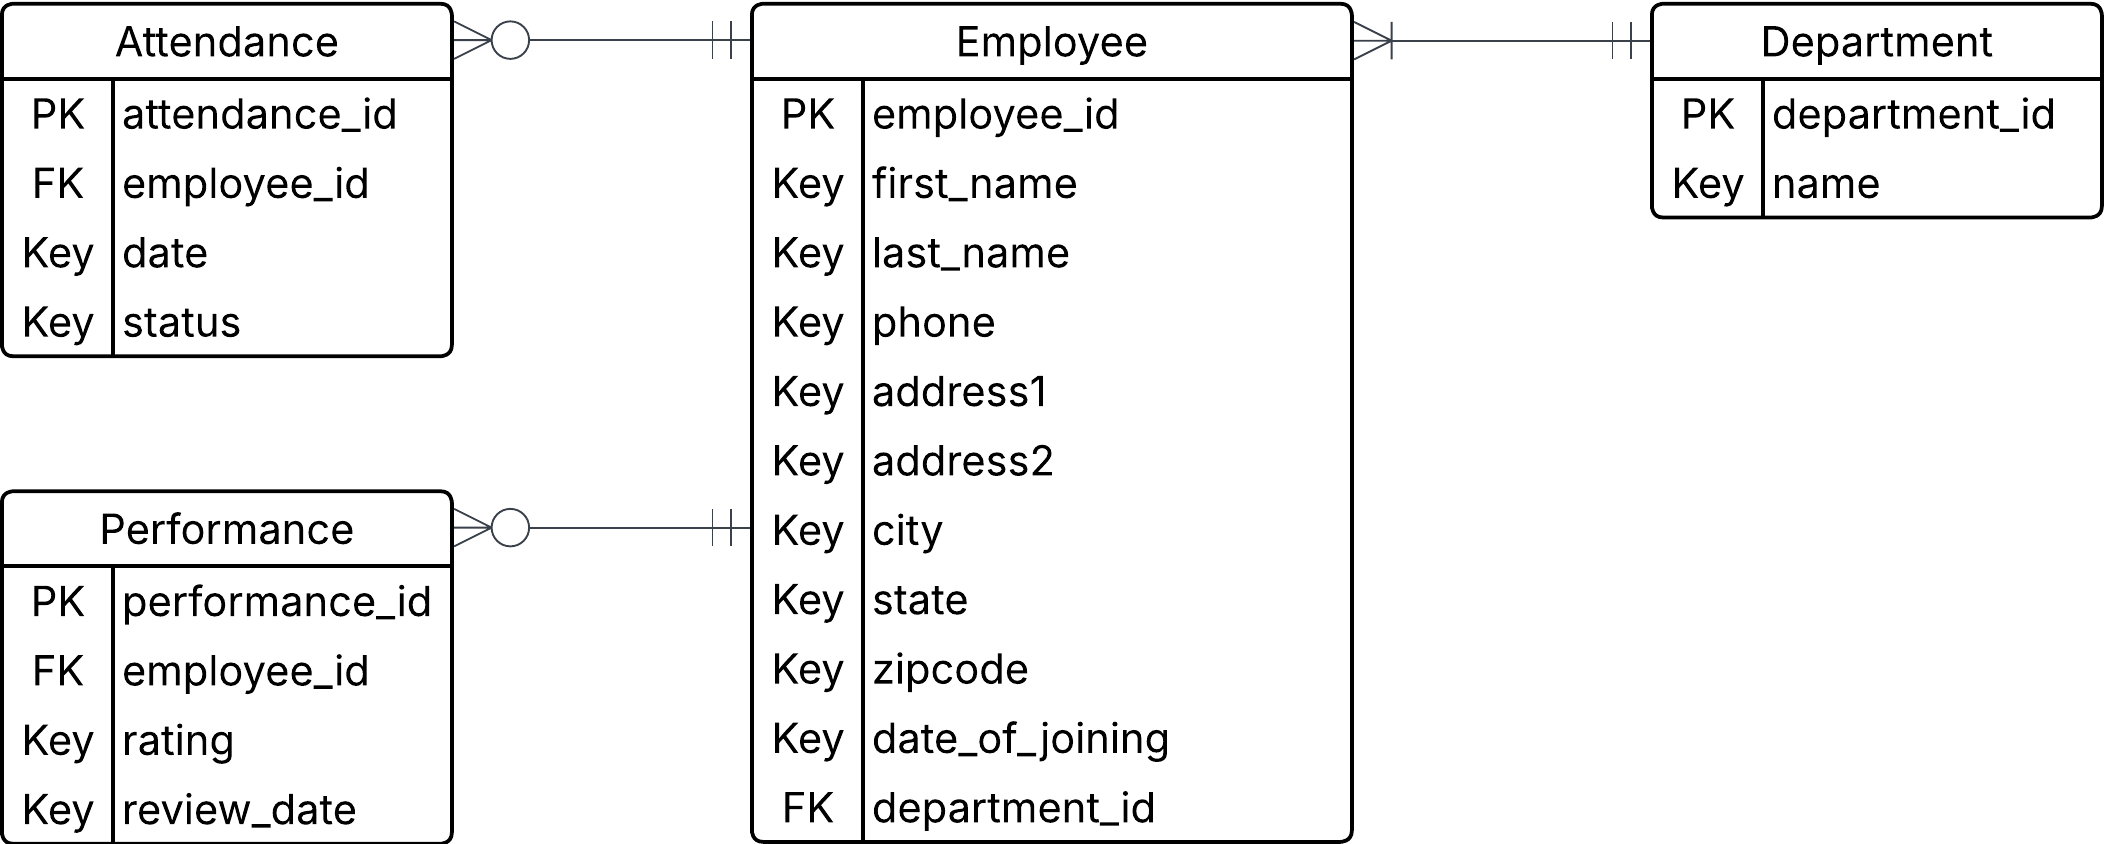 Attendance
PK attendance_id
FK employee_id
Key date
Key status
Performance
PK performance_id
FK employee_id
Key rating
Key review_date
Employee
PK employee_id
Key first_name
Key last_name
Key phone
Key address1
Key address2
Key city
Key state
Key zipcode
Key date_of_joining
FK department_id
Department
PK department_id
Key name